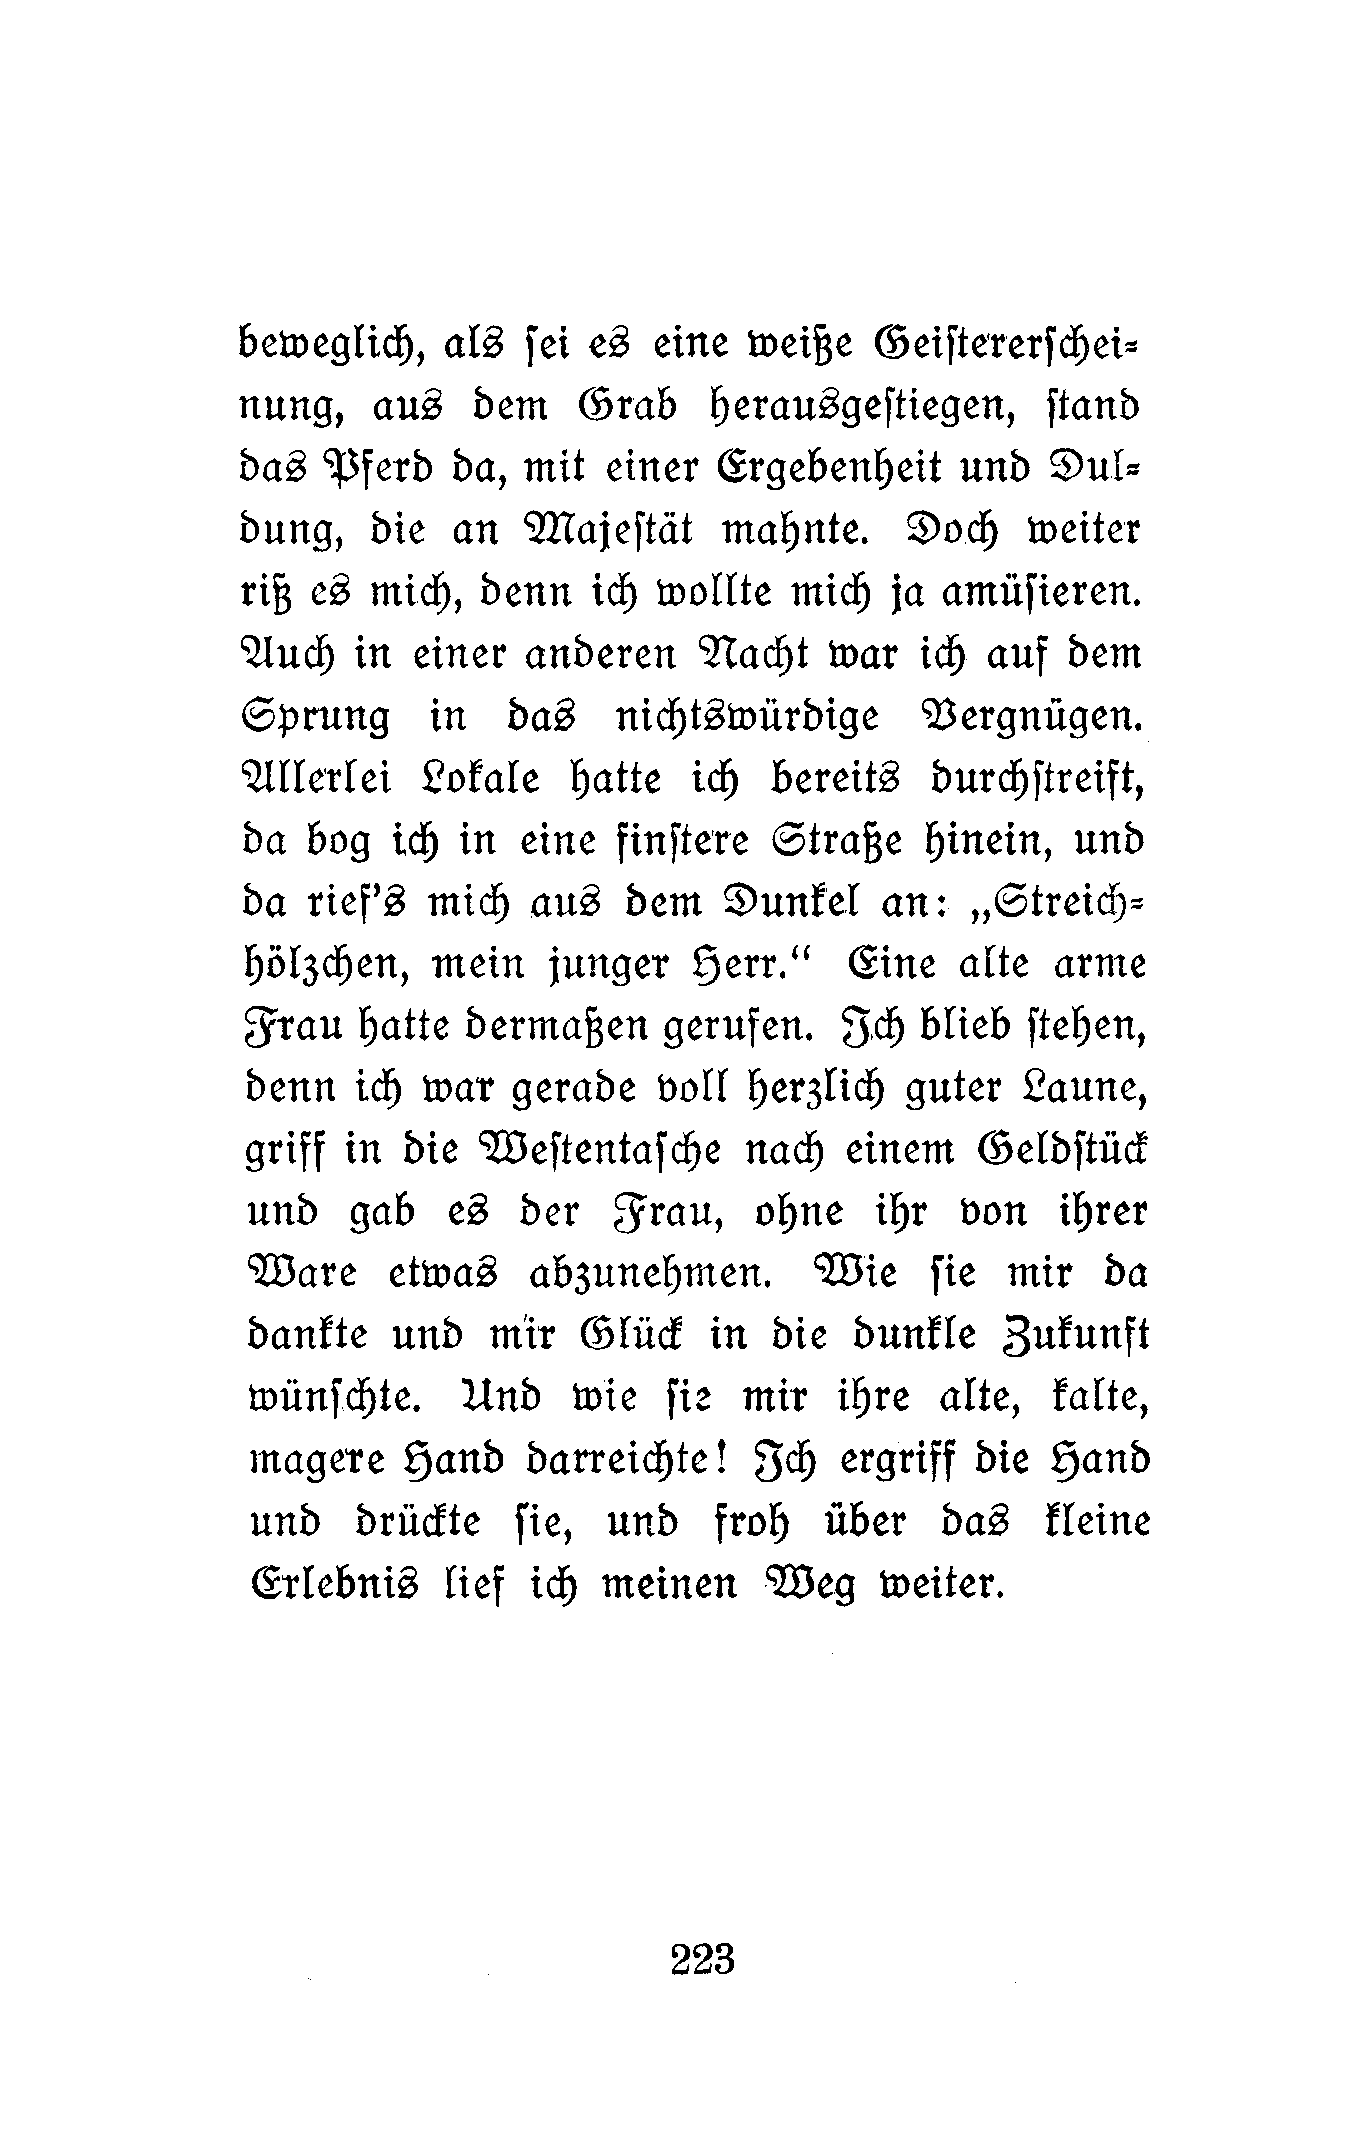 beweglich, als sei es eine weiße Geistererschei-
nung, aus dem Grab herausgestiegen, stand
das Pferd da, mit einer Ergebenheit und Dul-
dung, die an Majestät mahnte. Doch weiter
riß es mich, denn ich wollte mich ja amüsieren.
Auch in einer anderen Nacht war ich auf dem
Sprung in das nichtswürdige Vergnügen.
Allerlei Lokale hatte ich bereits durchstreift,
da bog ich in eine finstere Straße hinein, und
da rief's mich aus dem Dunkel an: „Streich-
hölzchen, mein junger Herr.“ Eine alte arme
Frau hatte dermaßen gerufen. Ich blieb stehen,
denn ich war gerade voll herzlich guter Laune,
griff in die Westentasche nach einem Geldstück
und gab es der Frau, ohne ihr von ihrer
Ware etwas abzunehmen. Wie sie mir da
dankte und mir Glück in die dunkle Zukunft
wünschte. Und wie sie mir ihre alte, kalte,
magere Hand darreichte! Ich ergriff die Hand
und drückte sie, und froh über das kleine
Erlebnis lief ich meinen Weg weiter.
223